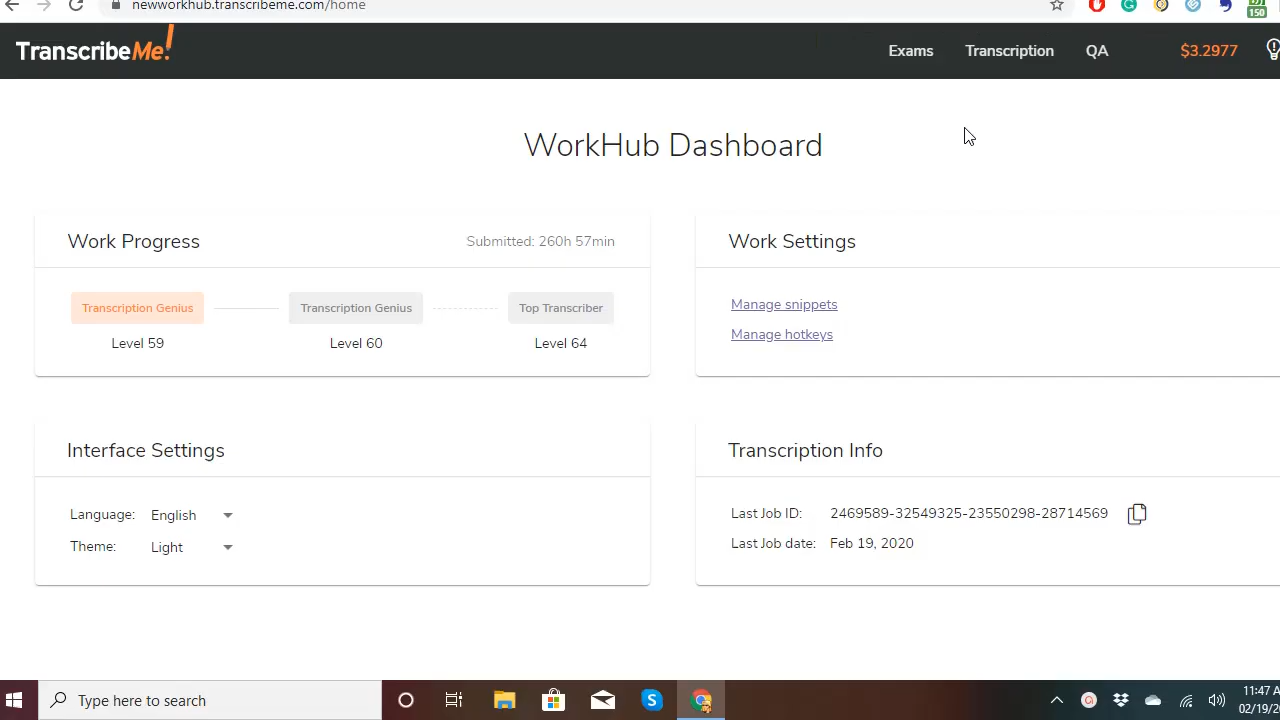 newworkhub.transcribeme.com/home
150
TranscribeMe!
Exams Transcription QA $3.2977
WorkHub Dashboard
Work Progress Submitted: 260h 57min
Transcription Genius Transcription Genius Top Transcriber
Level 59 Level 60 Level 64
Work Settings
Manage snippets
Manage hotkeys
Interface Settings
Language: English
Theme: Light
Transcription Info
Last Job ID: 2469589-32549325-23550298-28714569
Last Job date: Feb 19, 2020
Type here to search
11:47 A
02/19/2